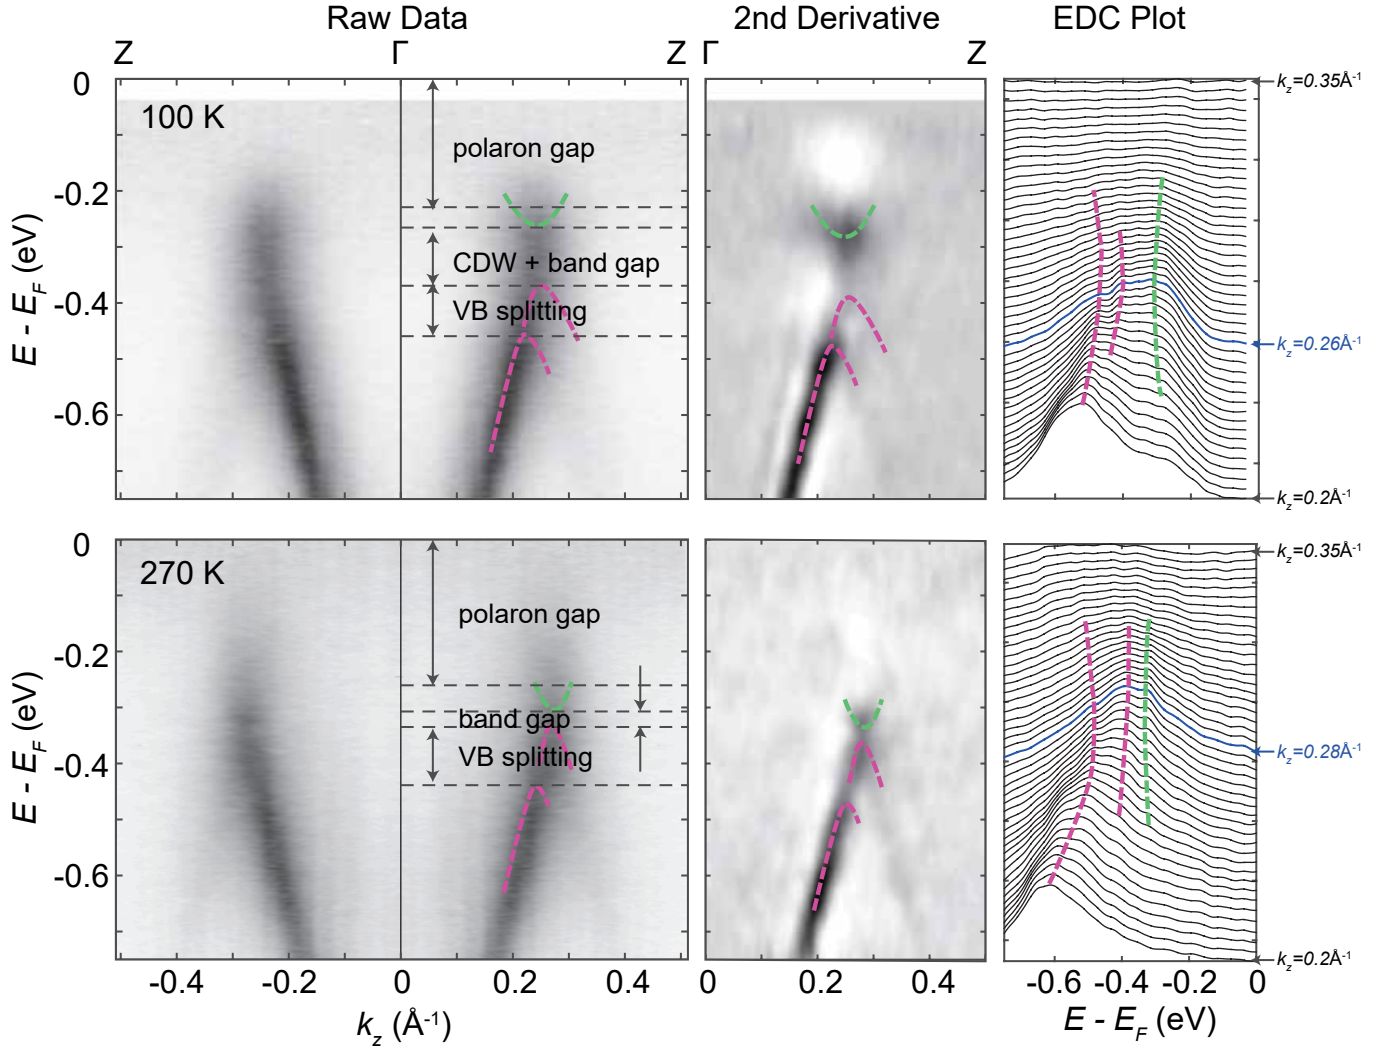 Raw Data
2nd Derivative
EDC Plot
Z Γ Z Γ Z
0
-0.2
-0.4
-0.6
E - E_F (eV)
100 K
polaron gap
CDW + band gap
VB splitting
k_z=0.35Å⁻¹
k_z=0.26Å⁻¹
k_z=0.2Å⁻¹
0
-0.2
-0.4
-0.6
E - E_F (eV)
270 K
polaron gap
band gap
VB splitting
k_z=0.35Å⁻¹
k_z=0.28Å⁻¹
k_z=0.2Å⁻¹
-0.4 -0.2 0 0.2 0.4
0 0.2 0.4
-0.6 -0.4 -0.2 0
k_z (Å⁻¹)
E - E_F (eV)